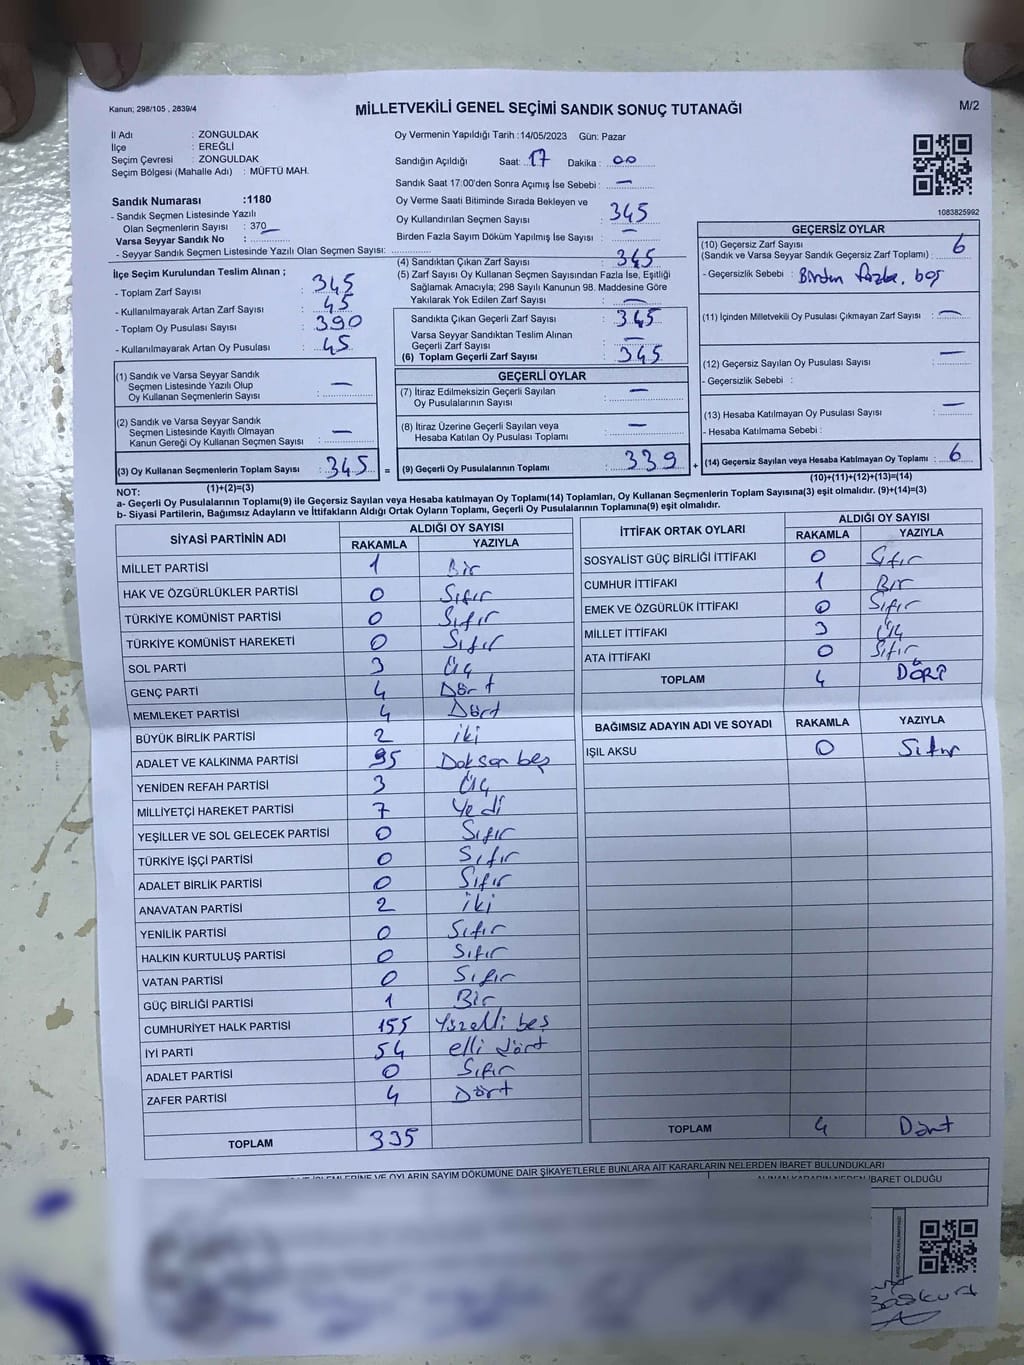 Kanun; 298/105 , 2839/4
MİLLETVEKİLİ GENEL SEÇİMİ SANDIK SONUÇ TUTANAĞI
M/2
İl Adı : ZONGULDAK
İlçe : EREĞLİ
Seçim Çevresi : ZONGULDAK
Seçim Bölgesi (Mahalle Adı) : MÜFTÜ MAH.
Sandık Numarası :1180
- Sandık Seçmen Listesinde Yazılı
Olan Seçmenlerin Sayısı : 370
Varsa Seyyar Sandık No :
- Seyyar Sandık Seçmen Listesinde Yazılı Olan Seçmen Sayısı:
Oy Vermenin Yapıldığı Tarih :14/05/2023 Gün: Pazar
Sandığın Açıldığı Saat: 17 Dakika : 00
Sandık Saat 17:00'den Sonra Açımış İse Sebebi : —
Oy Verme Saati Bitiminde Sırada Bekleyen ve
Oy Kullandırılan Seçmen Sayısı : 345
Birden Fazla Sayım Döküm Yapılmış İse Sayısı : —
1083825992
İlçe Seçim Kurulundan Teslim Alınan ;
- Toplam Zarf Sayısı : 345
- Kullanılmayarak Artan Zarf Sayısı : 45
- Toplam Oy Pusulası Sayısı : 390
- Kullanılmayarak Artan Oy Pusulası : 45
(4) Sandıktan Çıkan Zarf Sayısı : 345
(5) Zarf Sayısı Oy Kullanan Seçmen Sayısından Fazla İse, Eşitliği
Sağlamak Amacıyla; 298 Sayılı Kanunun 98. Maddesine Göre
Yakılarak Yok Edilen Zarf Sayısı : —
Sandıkta Çıkan Geçerli Zarf Sayısı : 345
Varsa Seyyar Sandıktan Teslim Alınan
Geçerli Zarf Sayısı : —
(6) Toplam Geçerli Zarf Sayısı : 345
GEÇERSİZ OYLAR
(10) Geçersiz Zarf Sayısı
(Sandık ve Varsa Seyyar Sandık Geçersiz Zarf Toplamı) : 6
- Geçersizlik Sebebi : Birden fazla. boş
(11) İçinden Milletvekili Oy Pusulası Çıkmayan Zarf Sayısı : —
(12) Geçersiz Sayılan Oy Pusulası Sayısı : —
- Geçersizlik Sebebi :
(13) Hesaba Katılmayan Oy Pusulası Sayısı : —
- Hesaba Katılmama Sebebi :
(14) Geçersiz Sayılan veya Hesaba Katılmayan Oy Toplamı : 6
(10)+(11)+(12)+(13)=(14)
(1) Sandık ve Varsa Seyyar Sandık
Seçmen Listesinde Yazılı Olup
Oy Kullanan Seçmenlerin Sayısı : —
(2) Sandık ve Varsa Seyyar Sandık
Seçmen Listesinde Kayıtlı Olmayan
Kanun Gereği Oy Kullanan Seçmen Sayısı : —
(3) Oy Kullanan Seçmenlerin Toplam Sayısı : 345 =
(1)+(2)=(3)
GEÇERLİ OYLAR
(7) İtiraz Edilmeksizin Geçerli Sayılan
Oy Pusulalarının Sayısı : —
(8) İtiraz Üzerine Geçerli Sayılan veya
Hesaba Katılan Oy Pusulası Toplamı : —
(9) Geçerli Oy Pusulalarının Toplamı : 339 +
NOT:
a- Geçerli Oy Pusulalarının Toplamı(9) ile Geçersiz Sayılan veya Hesaba katılmayan Oy Toplamı(14) Toplamları, Oy Kullanan Seçmenlerin Toplam Sayısına(3) eşit olmalıdır. (9)+(14)=(3)
b- Siyasi Partilerin, Bağımsız Adayların ve İttifakların Aldığı Ortak Oyların Toplamı, Geçerli Oy Pusulalarının Toplamına(9) eşit olmalıdır.
SİYASİ PARTİNİN ADI ALDIĞI OY SAYISI
RAKAMLA YAZIYLA
MİLLET PARTİSİ 1 Bir
HAK VE ÖZGÜRLÜKLER PARTİSİ 0 Sıfır
TÜRKİYE KOMÜNİST PARTİSİ 0 Sıfır
TÜRKİYE KOMÜNİST HAREKETİ 0 Sıfır
SOL PARTİ 3 Üç
GENÇ PARTİ 4 Dört
MEMLEKET PARTİSİ 4 Dört
BÜYÜK BİRLİK PARTİSİ 2 iki
ADALET VE KALKINMA PARTİSİ 95 Doksan beş
YENİDEN REFAH PARTİSİ 3 Üç
MİLLİYETÇİ HAREKET PARTİSİ 7 Yedi
YEŞİLLER VE SOL GELECEK PARTİSİ 0 Sıfır
TÜRKİYE İŞÇİ PARTİSİ 0 Sıfır
ADALET BİRLİK PARTİSİ 0 Sıfır
ANAVATAN PARTİSİ 2 iki
YENİLİK PARTİSİ 0 Sıfır
HALKIN KURTULUŞ PARTİSİ 0 Sıfır
VATAN PARTİSİ 0 Sıfır
GÜÇ BİRLİĞİ PARTİSİ 1 Bir
CUMHURİYET HALK PARTİSİ 155 Yüzelli beş
İYİ PARTİ 54 elli dört
ADALET PARTİSİ 0 Sıfır
ZAFER PARTİSİ 4 Dört
TOPLAM 335
İTTİFAK ORTAK OYLARI ALDIĞI OY SAYISI
RAKAMLA YAZIYLA
SOSYALİST GÜÇ BİRLİĞİ İTTİFAKI 0 Sıfır
CUMHUR İTTİFAKI 1 Bir
EMEK VE ÖZGÜRLÜK İTTİFAKI 0 Sıfır
MİLLET İTTİFAKI 3 Üç
ATA İTTİFAKI 0 Sıfır
TOPLAM 4 DÖRT
BAĞIMSIZ ADAYIN ADI VE SOYADI RAKAMLA YAZIYLA
IŞIL AKSU 0 Sıfır
TOPLAM 4 Dört
OYLARIN SAYIM DÖKÜMÜNE DAİR ŞİKAYETLERLE BUNLARA AİT KARARLARIN NELERDEN İBARET BULUNDUKLARI
İBARET OLDUĞU